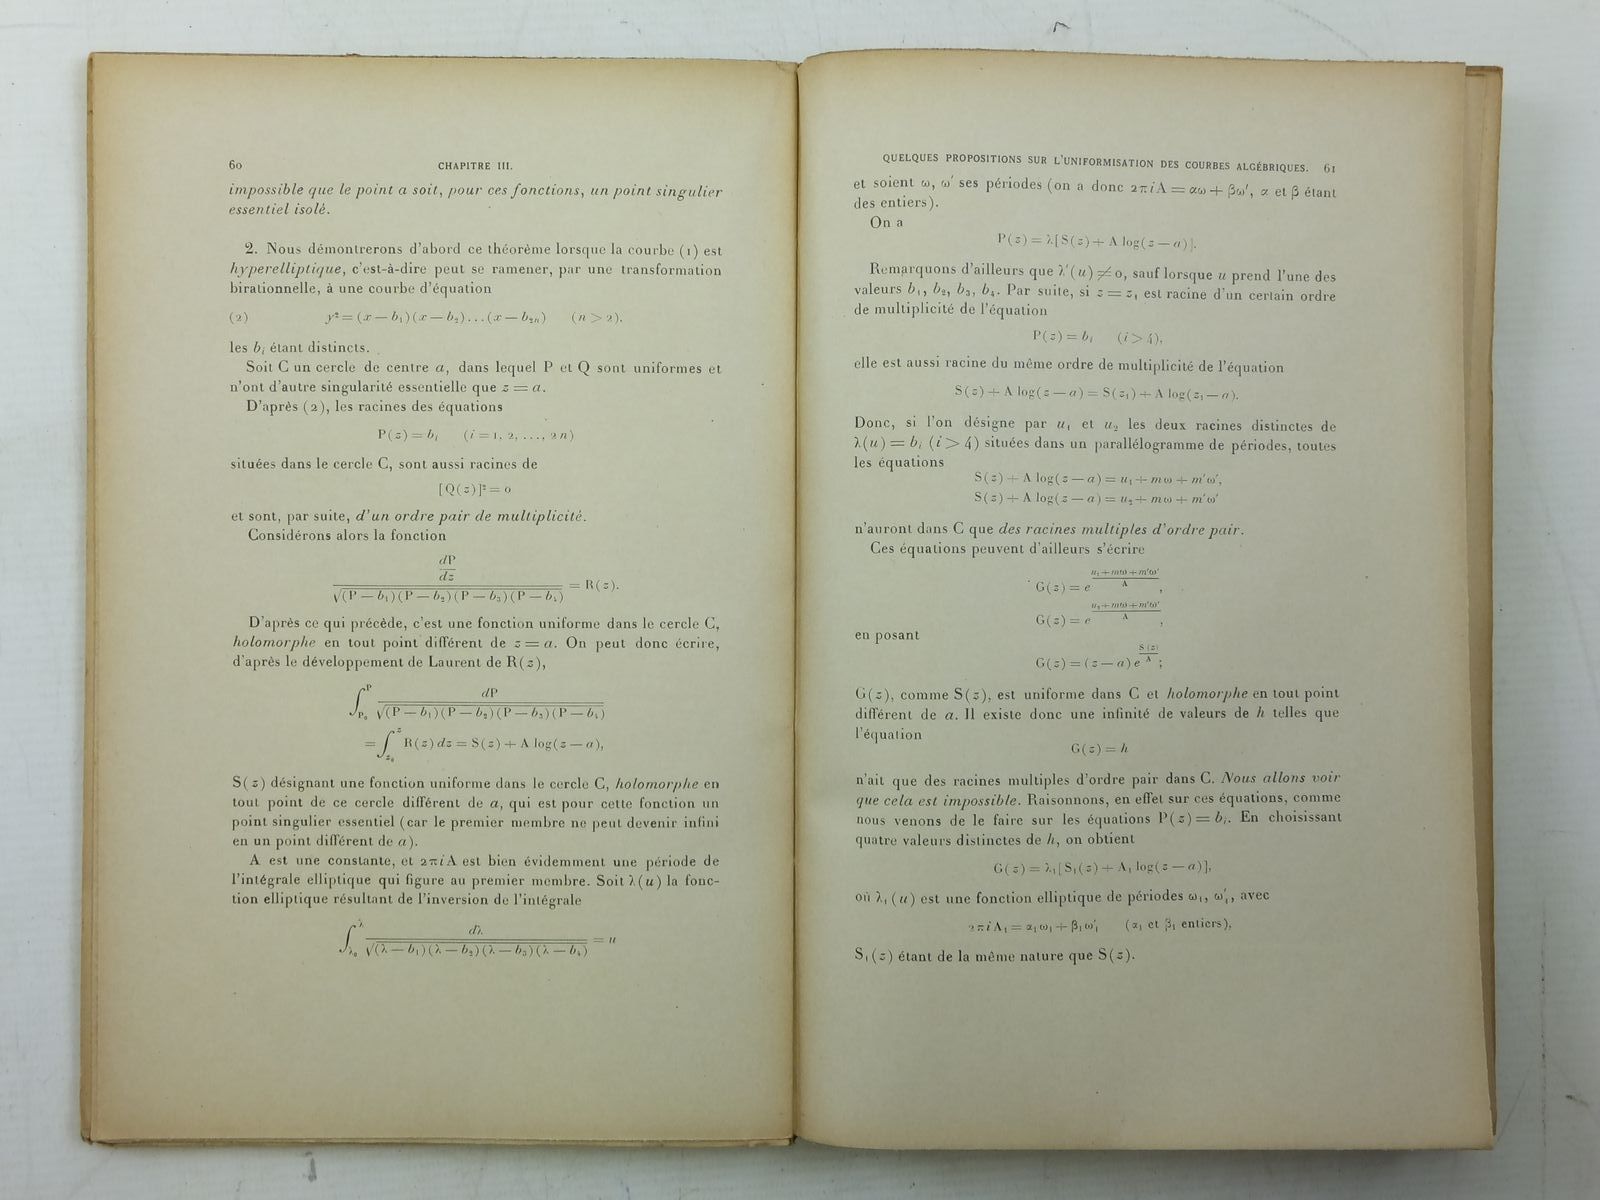 60 CHAPITRE III.
impossible que le point a soit, pour ces fonctions, un point singulier
essentiel isolé.
2. Nous démontrerons d'abord ce théorème lorsque la courbe (1) est
hyperelliptique, c'est-à-dire peut se ramener, par une transformation
birationnelle, à une courbe d'équation
(2) y² = (x — b₁)(x — b₂)...(x — b₂ₙ) (n > 2).
les bᵢ étant distincts.
Soit C un cercle de centre a, dans lequel P et Q sont uniformes et
n'ont d'autre singularité essentielle que z = a.
D'après (2), les racines des équations
P(z) = bᵢ (i = 1, 2, ..., 2n)
situées dans le cercle C, sont aussi racines de
[Q(z)]² = 0
et sont, par suite, d'un ordre pair de multiplicité.
Considérons alors la fonction
dP
dz
√(P — b₁)(P — b₂)(P — b₃)(P — b₄) = R(z).
D'après ce qui précède, c'est une fonction uniforme dans le cercle C,
holomorphe en tout point différent de z = a. On peut donc écrire,
d'après le développement de Laurent de R(z),
∫ P P₀ dP
√(P — b₁)(P — b₂)(P — b₃)(P — b₄)
= ∫ z z₀ R(z) dz = S(z) + A log(z — a),
S(z) désignant une fonction uniforme dans le cercle C, holomorphe en
tout point de ce cercle différent de a, qui est pour cette fonction un
point singulier essentiel (car le premier membre ne peut devenir infini
en un point différent de a).
A est une constante, et 2πiA est bien évidemment une période de
l'intégrale elliptique qui figure au premier membre. Soit λ(u) la fonc-
tion elliptique résultant de l'inversion de l'intégrale
∫ λ λ₀ dλ
√(λ — b₁)(λ — b₂)(λ — b₃)(λ — b₄) = u
QUELQUES PROPOSITIONS SUR L'UNIFORMISATION DES COURBES ALGÉBRIQUES. 61
et soient ω, ω′ ses périodes (on a donc 2πiA = αω + βω′, α et β étant
des entiers).
On a
P(z) = λ[S(z) + A log(z — a)].
Remarquons d'ailleurs que λ′(u) ≠ 0, sauf lorsque u prend l'une des
valeurs b₁, b₂, b₃, b₄. Par suite, si z = z₁ est racine d'un certain ordre
de multiplicité de l'équation
P(z) = bᵢ (i > 4),
elle est aussi racine du même ordre de multiplicité de l'équation
S(z) + A log(z — a) = S(z₁) + A log(z₁ — a).
Donc, si l'on désigne par u₁ et u₂ les deux racines distinctes de
λ(u) = bᵢ (i > 4) situées dans un parallélogramme de périodes, toutes
les équations
S(z) + A log(z — a) = u₁ + mω + m′ω′,
S(z) + A log(z — a) = u₂ + mω + m′ω′
n'auront dans C que des racines multiples d'ordre pair.
Ces équations peuvent d'ailleurs s'écrire
G(z) = e^((u₁ + mω + m′ω′)/A),
G(z) = e^((u₂ + mω + m′ω′)/A),
en posant
G(z) = (z — a) e^(S(z)/A);
G(z), comme S(z), est uniforme dans C et holomorphe en tout point
différent de a. Il existe donc une infinité de valeurs de h telles que
l'équation
G(z) = h
n'ait que des racines multiples d'ordre pair dans C. Nous allons voir
que cela est impossible. Raisonnons, en effet sur ces équations, comme
nous venons de le faire sur les équations P(z) = bᵢ. En choisissant
quatre valeurs distinctes de h, on obtient
G(z) = λ₁[S₁(z) + A₁ log(z — a)],
où λ₁(u) est une fonction elliptique de périodes ω₁, ω′₁, avec
2πiA₁ = α₁ω₁ + β₁ω′₁ (α₁ et β₁ entiers),
S₁(z) étant de la même nature que S(z).